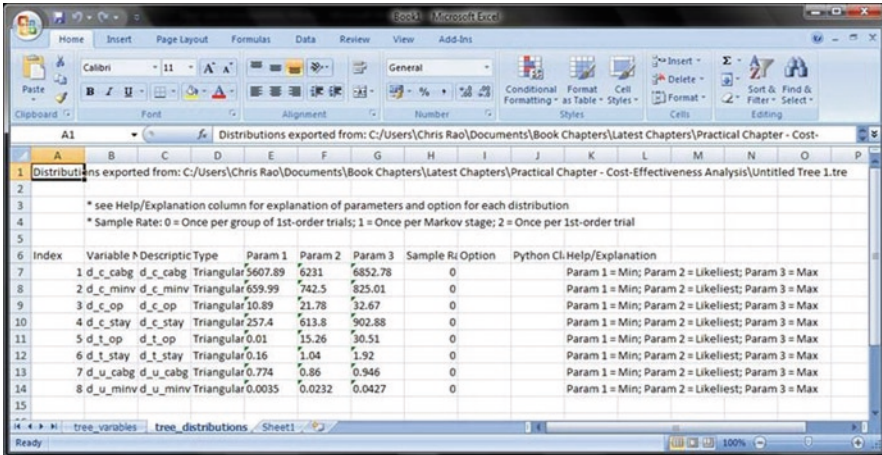 Book1 - Microsoft Excel
Home Insert Page Layout Formulas Data Review View Add-Ins
Paste
Calibri 11 A A
B I U
General
% ,
Conditional Formatting Format as Table Cell Styles
Insert
Delete
Format
Σ
Sort & Filter Find & Select
Clipboard Font Alignment Number Styles Cells Editing
A1 fx Distributions exported from: C:/Users\Chris Rao\Documents\Book Chapters\Latest Chapters\Practical Chapter - Cost-
A B C D E F G H I J K L M N O P
1 Distributions exported from: C:/Users\Chris Rao\Documents\Book Chapters\Latest Chapters\Practical Chapter - Cost-Effectiveness Analysis\Untitled Tree 1.tre
2
3 * see Help/Explanation column for explanation of parameters and option for each distribution
4 * Sample Rate: 0 = Once per group of 1st-order trials; 1 = Once per Markov stage; 2 = Once per 1st-order trial
5
6 Index Variable N Descriptic Type Param 1 Param 2 Param 3 Sample Ra Option Python Cl Help/Explanation
7 1 d_c_cabg d_c_cabg Triangular 5607.89 6231 6852.78 0 Param 1 = Min; Param 2 = Likeliest; Param 3 = Max
8 2 d_c_minv d_c_minv Triangular 659.99 742.5 825.01 0 Param 1 = Min; Param 2 = Likeliest; Param 3 = Max
9 3 d_c_op d_c_op Triangular 10.89 21.78 32.67 0 Param 1 = Min; Param 2 = Likeliest; Param 3 = Max
10 4 d_c_stay d_c_stay Triangular 257.4 613.8 902.88 0 Param 1 = Min; Param 2 = Likeliest; Param 3 = Max
11 5 d_t_op d_t_op Triangular 0.01 15.26 30.51 0 Param 1 = Min; Param 2 = Likeliest; Param 3 = Max
12 6 d_t_stay d_t_stay Triangular 0.16 1.04 1.92 0 Param 1 = Min; Param 2 = Likeliest; Param 3 = Max
13 7 d_u_cabg d_u_cabg Triangular 0.774 0.86 0.946 0 Param 1 = Min; Param 2 = Likeliest; Param 3 = Max
14 8 d_u_minv d_u_minv Triangular 0.0035 0.0232 0.0427 0 Param 1 = Min; Param 2 = Likeliest; Param 3 = Max
15
tree_variables tree_distributions Sheet1
Ready 100%